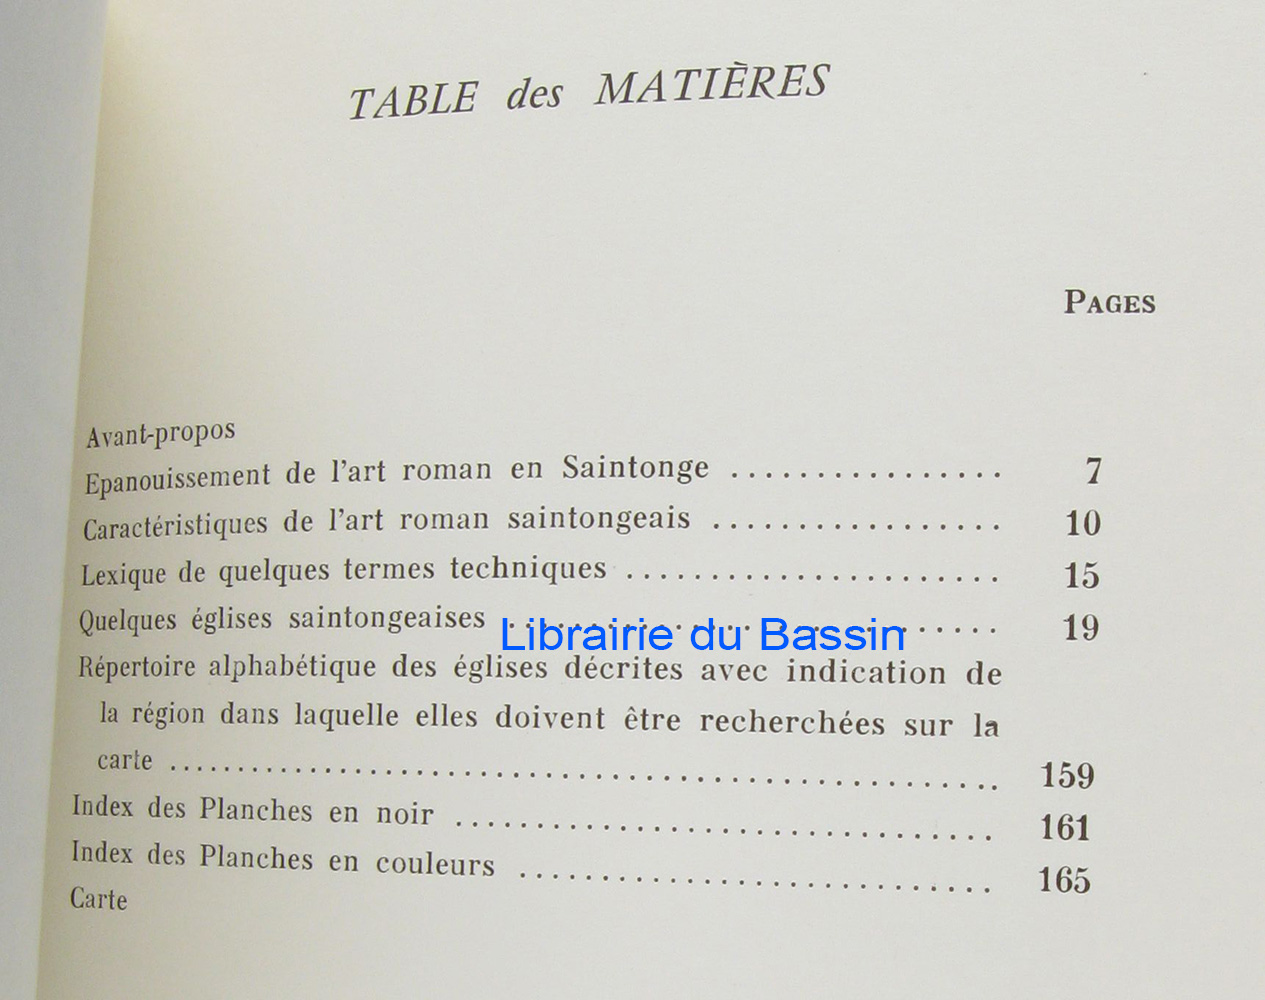 TABLE des MATIÈRES
PAGES
Avant-propos
Epanouissement de l'art roman en Saintonge ................ 7
Caractéristiques de l'art roman saintongeais ................. 10
Lexique de quelques termes techniques ...................... 15
Quelques églises saintongeaises ............................. 19
Librairie du Bassin
Répertoire alphabétique des églises décrites avec indication de
la région dans laquelle elles doivent être recherchées sur la
carte ................................................. 159
Index des Planches en noir ................................ 161
Index des Planches en couleurs ............................ 165
Carte